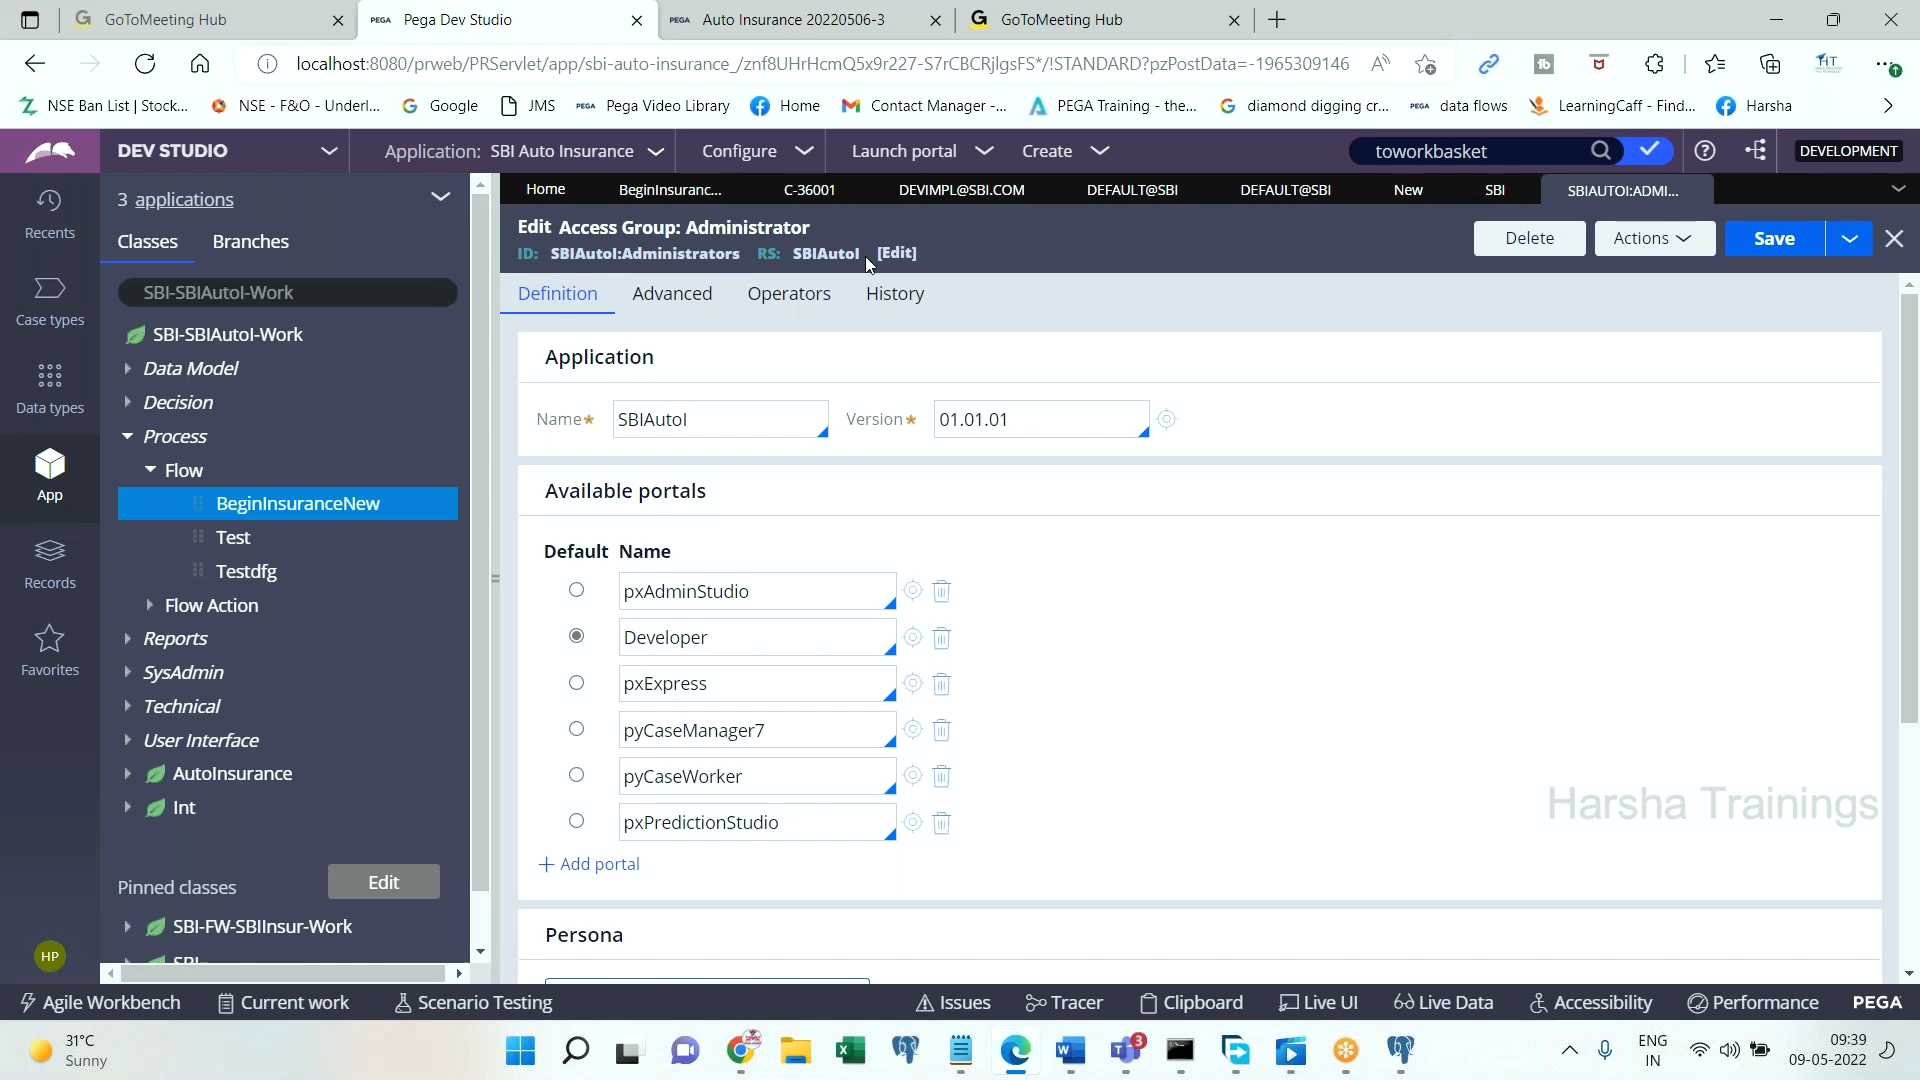 GoToMeeting Hub
PEGA Pega Dev Studio
PEGA Auto Insurance 20220506-3
GoToMeeting Hub
localhost:8080/prweb/PRServlet/app/sbi-auto-insurance_/znf8UHrHcmQ5x9r227-S7rCBCRjlgsFS*/!STANDARD?pzPostData=-1965309146
NSE Ban List | Stock...
NSE - F&O - Underl...
Google
JMS
PEGA Pega Video Library
Home
Contact Manager -...
PEGA Training - the...
diamond digging cr...
PEGA data flows
LearningCaff - Find...
Harsha
DEV STUDIO
Application: SBI Auto Insurance
Configure
Launch portal
Create
toworkbasket
DEVELOPMENT
Recents
Case types
Data types
App
Records
Favorites
HP
3 applications
Classes
Branches
SBI-SBIAutoI-Work
SBI-SBIAutoI-Work
Data Model
Decision
Process
Flow
BeginInsuranceNew
Test
Testdfg
Flow Action
Reports
SysAdmin
Technical
User Interface
AutoInsurance
Int
Pinned classes
Edit
SBI-FW-SBIInsur-Work
Home
BeginInsuranc...
C-36001
DEVIMPL@SBI.COM
DEFAULT@SBI
DEFAULT@SBI
New
SBI
SBIAUTOI:ADMI...
Edit Access Group: Administrator
ID: SBIAutoI:Administrators RS: SBIAutoI [Edit]
Delete
Actions
Save
Definition
Advanced
Operators
History
Application
Name* SBIAutoI
Version* 01.01.01
Available portals
Default Name
pxAdminStudio
Developer
pxExpress
pyCaseManager7
pyCaseWorker
pxPredictionStudio
+ Add portal
Persona
Harsha Trainings
Agile Workbench
Current work
Scenario Testing
Issues
Tracer
Clipboard
Live UI
Live Data
Accessibility
Performance
PEGA
31°C
Sunny
3
ENG
IN
09:39
09-05-2022